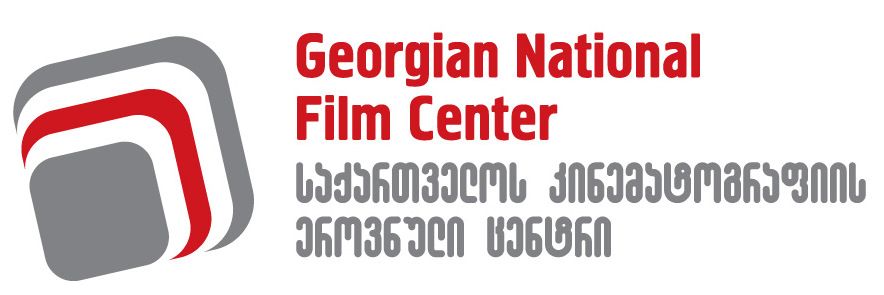 Georgian National
Film Center
საქართველოს კინემატოგრაფიის
ეროვნული ცენტრი